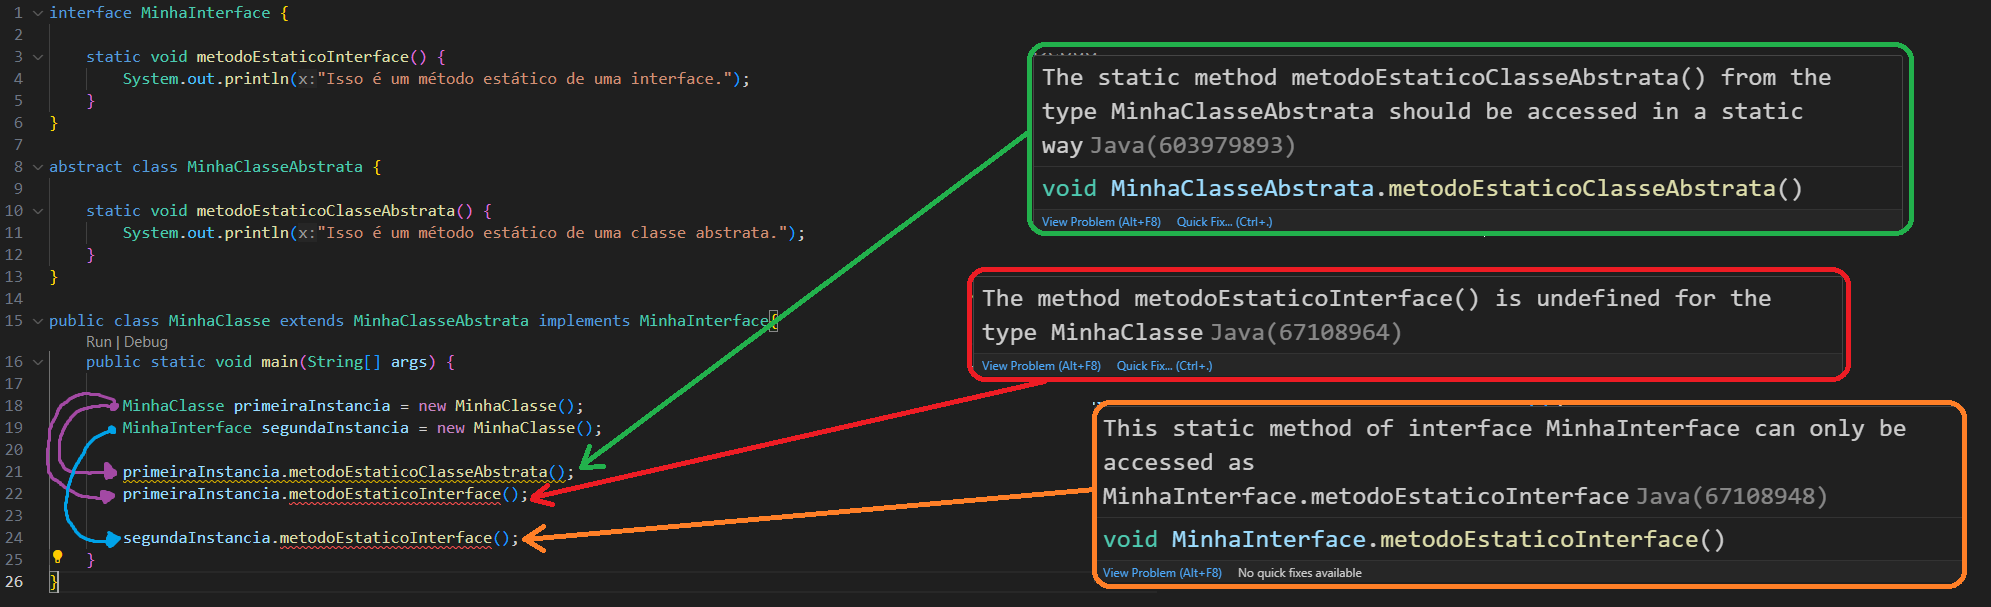 1 interface MinhaInterface {
2
3 static void metodoEstaticoInterface() {
4 System.out.println(x:"Isso é um método estático de uma interface.");
5 }
6 }
7
8 abstract class MinhaClasseAbstrata {
9
10 static void metodoEstaticoClasseAbstrata() {
11 System.out.println(x:"Isso é um método estático de uma classe abstrata.");
12 }
13 }
14
15 public class MinhaClasse extends MinhaClasseAbstrata implements MinhaInterface{
Run | Debug
16 public static void main(String[] args) {
17
18 MinhaClasse primeiraInstancia = new MinhaClasse();
19 MinhaInterface segundaInstancia = new MinhaClasse();
20
21 primeiraInstancia.metodoEstaticoClasseAbstrata();
22 primeiraInstancia.metodoEstaticoInterface();
23
24 segundaInstancia.metodoEstaticoInterface();
25 }
26 }
The static method metodoEstaticoClasseAbstrata() from the
type MinhaClasseAbstrata should be accessed in a static
way Java(603979893)
void MinhaClasseAbstrata.metodoEstaticoClasseAbstrata()
View Problem (Alt+F8) Quick Fix... (Ctrl+.)
The method metodoEstaticoInterface() is undefined for the
type MinhaClasse Java(67108964)
View Problem (Alt+F8) Quick Fix... (Ctrl+.)
This static method of interface MinhaInterface can only be
accessed as
MinhaInterface.metodoEstaticoInterface Java(67108948)
void MinhaInterface.metodoEstaticoInterface()
View Problem (Alt+F8) No quick fixes available